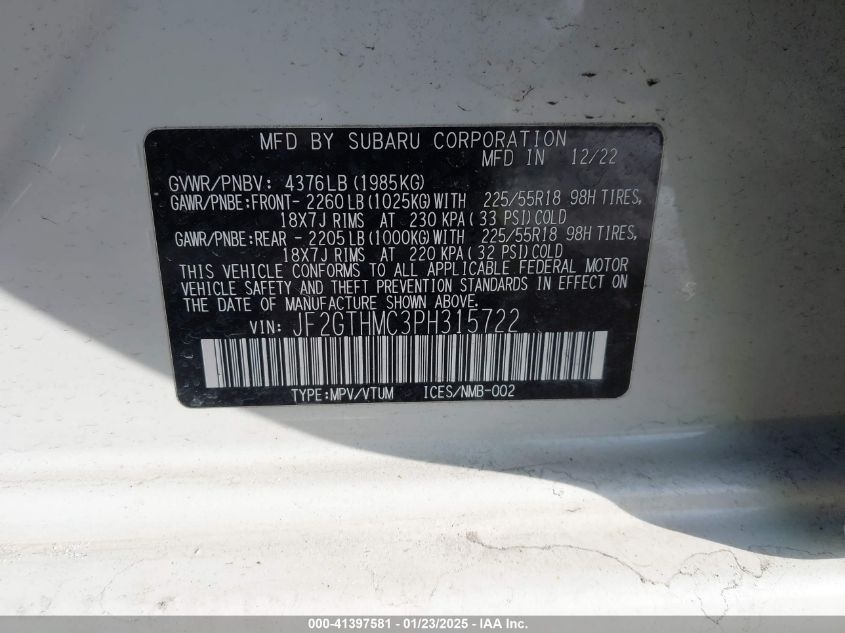 MFD BY SUBARU CORPORATION
MFD IN 12/22
GVWR/PNBV: 4376LB(1985KG)
GAWR/PNBE:FRONT- 2260LB(1025KG)WITH 225/55R18 98H TIRES,
18X7J RIMS AT 230 KPA(33 PSI)COLD
GAWR/PNBE:REAR - 2205LB(1000KG)WITH 225/55R18 98H TIRES,
18X7J RIMS AT 220 KPA(32 PSI)COLD
THIS VEHICLE CONFORMS TO ALL APPLICABLE FEDERAL MOTOR
VEHICLE SAFETY AND THEFT PREVENTION STANDARDS IN EFFECT ON
THE DATE OF MANUFACTURE SHOWN ABOVE.
VIN: JF2GTHMC3PH315722
TYPE:MPV/VTUM ICES/NMB-002
000-41397581 - 01/23/2025 - IAA Inc.